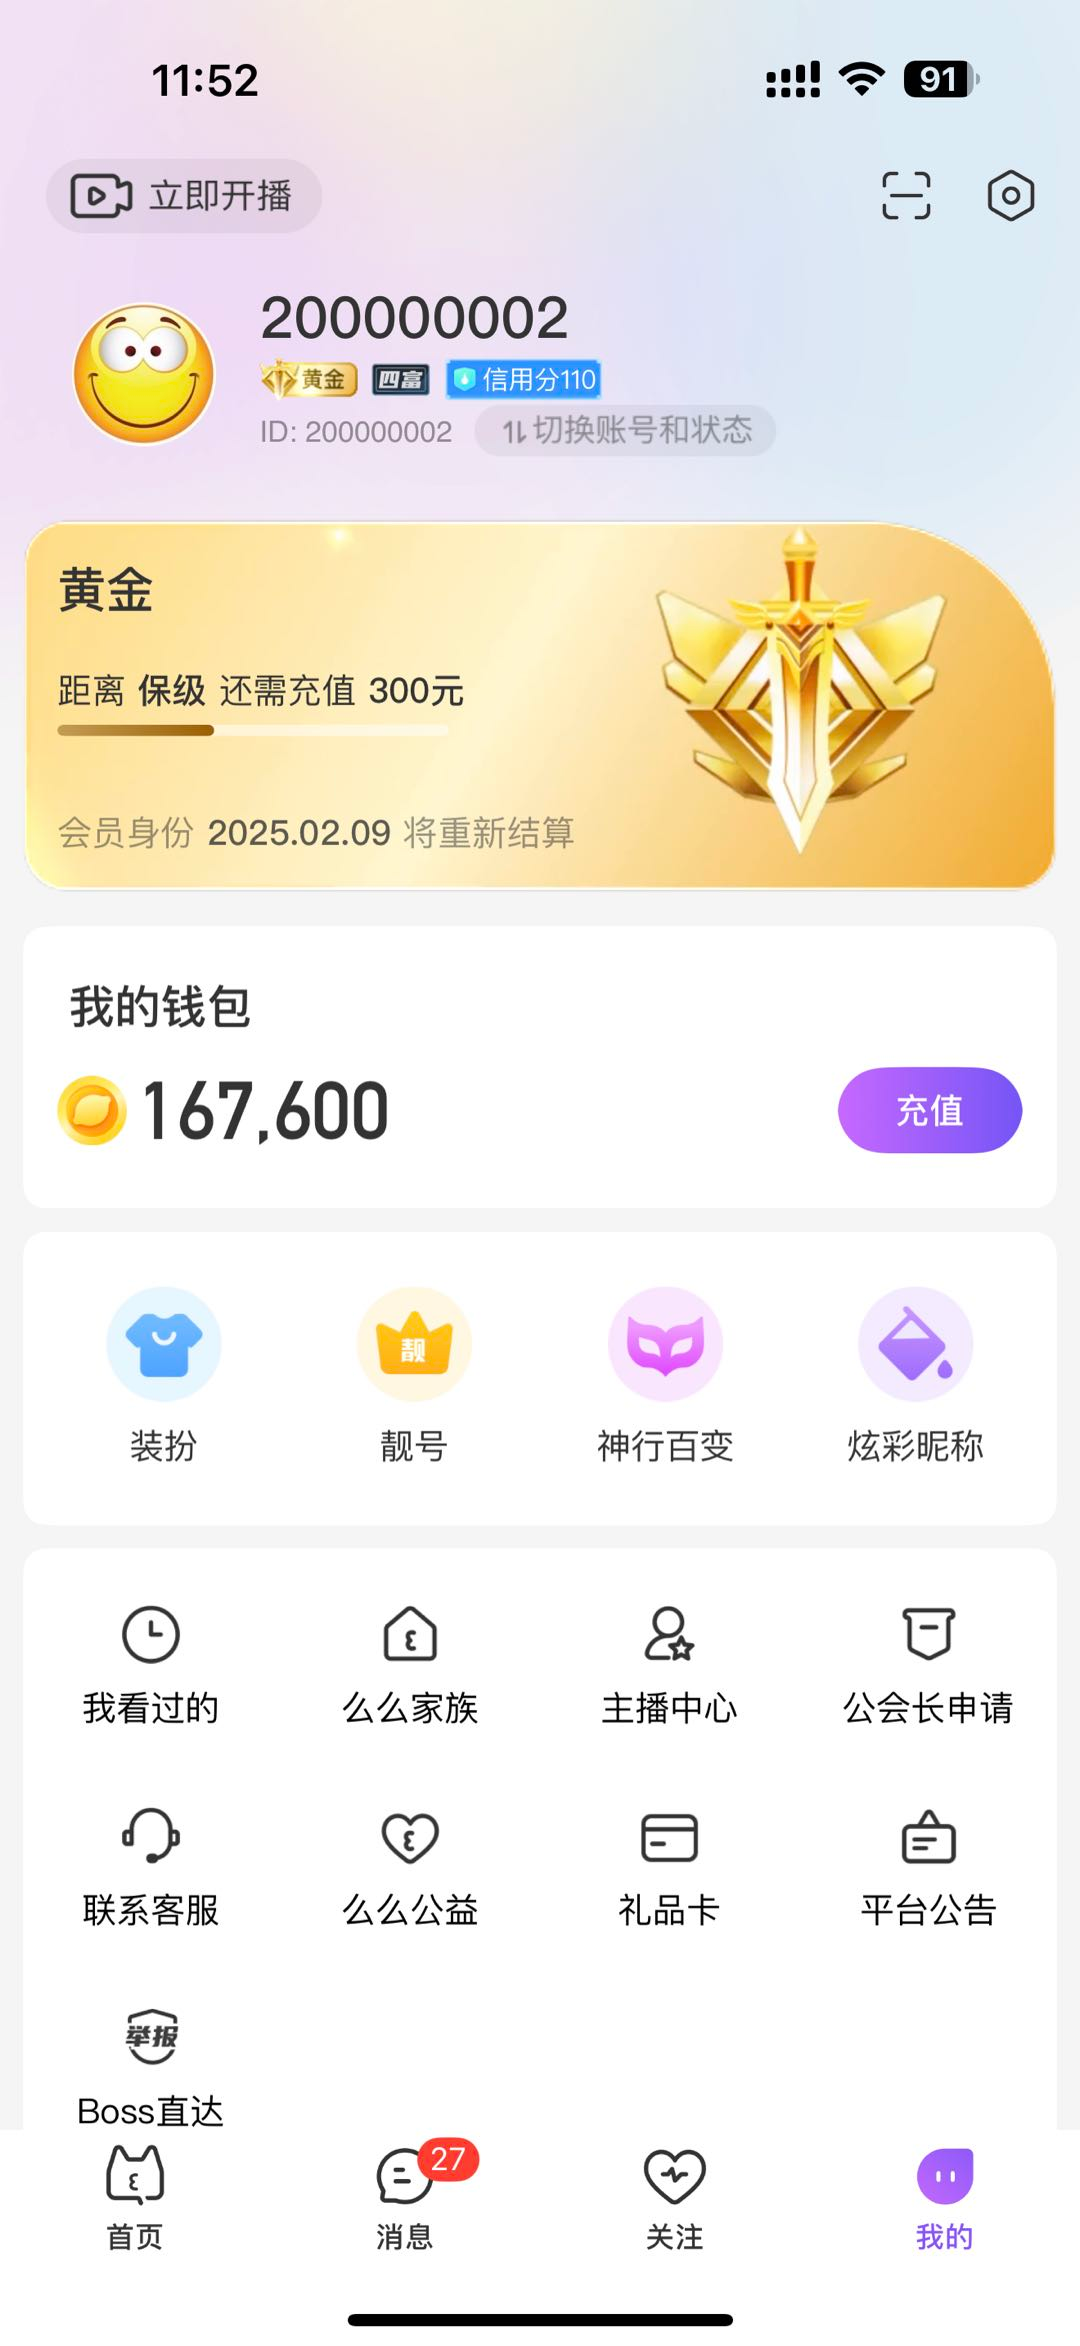 11:52
91
立即开播
200000002
黄金
四富
信用分110
ID: 200000002
切换账号和状态
黄金
距离 保级 还需充值 300元
会员身份 2025.02.09 将重新结算
我的钱包
167,600
充值
靓
装扮
靓号
神行百变
炫彩昵称
我看过的
么么家族
主播中心
公会长申请
联系客服
么么公益
礼品卡
平台公告
举报
Boss直达
27
首页
消息
关注
我的